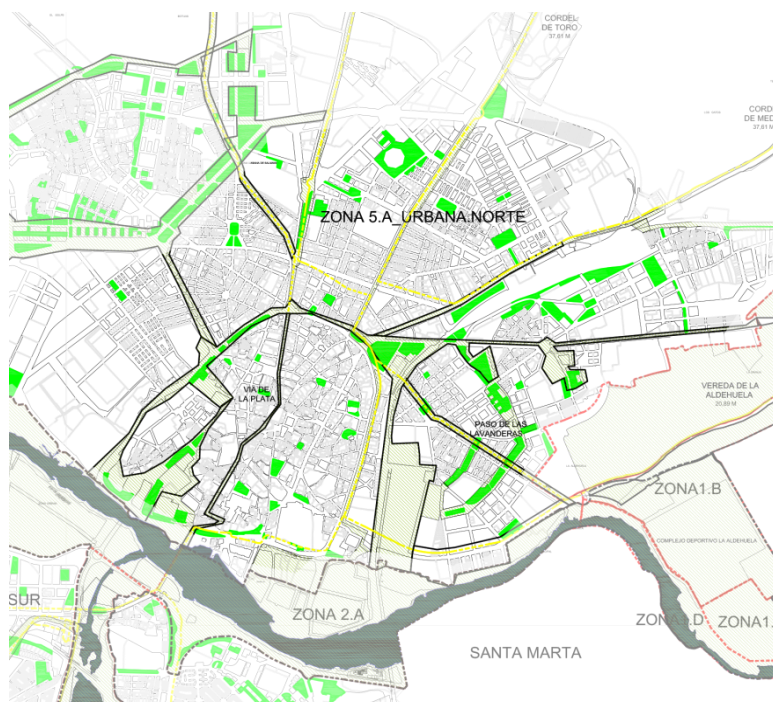 CORDEL
DE TORO
37.61 M
CORD
DE MED
37.61 M
ZONA 5.A_URBANA.NORTE
VIA DE
LA PLATA
PASO DE LAS
LAVANDERAS
VEREDA DE LA
ALDEHUELA
20.89 M
ZONA1.B
COMPLEJO DEPORTIVO LA ALDEHUELA
SUR
ZONA 2.A
ZONA1.D
ZONA1.
SANTA MARTA